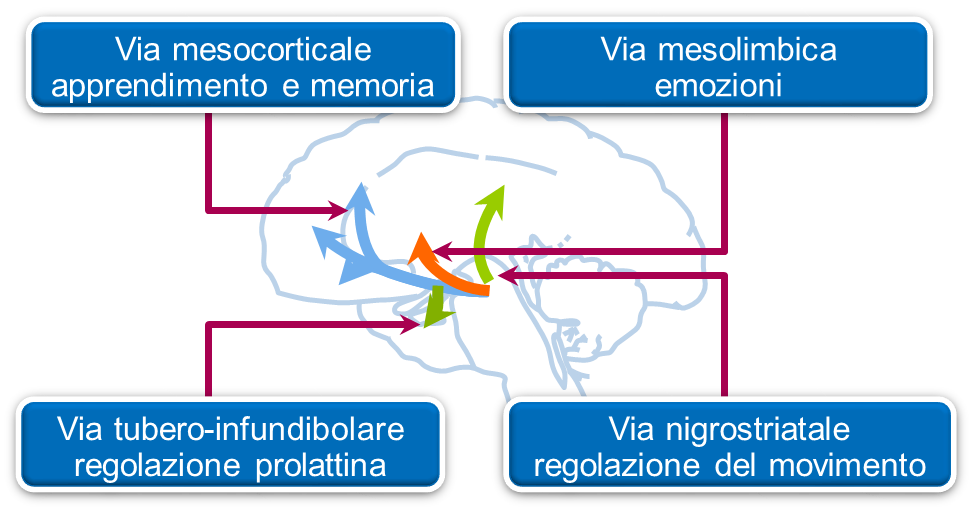 Via mesocorticale
apprendimento e memoria
Via mesolimbica
emozioni
Via tubero-infundibolare
regolazione prolattina
Via nigrostriatale
regolazione del movimento